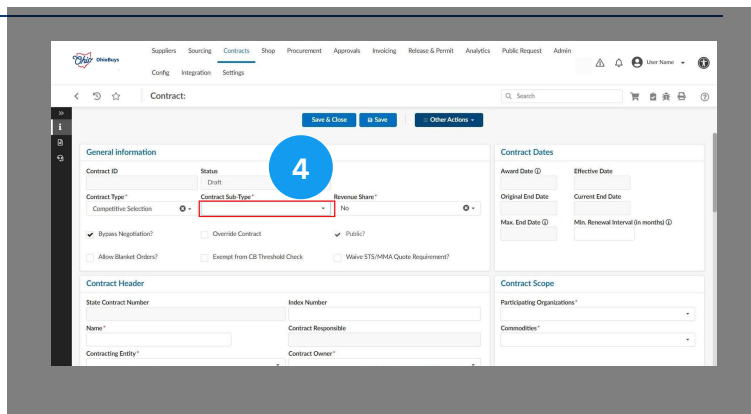 Ohio OhioBuys
Suppliers Sourcing Contracts Shop Procurement Approvals Invoicing Release & Permit Analytics Public Request Admin
Config Integration Settings
User Name
Contract:
Search
Save & Close Save Other Actions
General information
Contract ID Status
Draft
4
Contract Type* Contract Sub-Type* Revenue Share*
Competitive Selection No
Bypass Negotiation? Override Contract Public?
Allow Blanket Orders? Exempt from CB Threshold Check Waive STS/MMA Quote Requirement?
Contract Dates
Award Date Effective Date
Original End Date Current End Date
Max. End Date Min. Renewal Interval (in months)
Contract Header
State Contract Number Index Number
Name* Contract Responsible
Contracting Entity* Contract Owner*
Contract Scope
Participating Organizations*
Commodities*